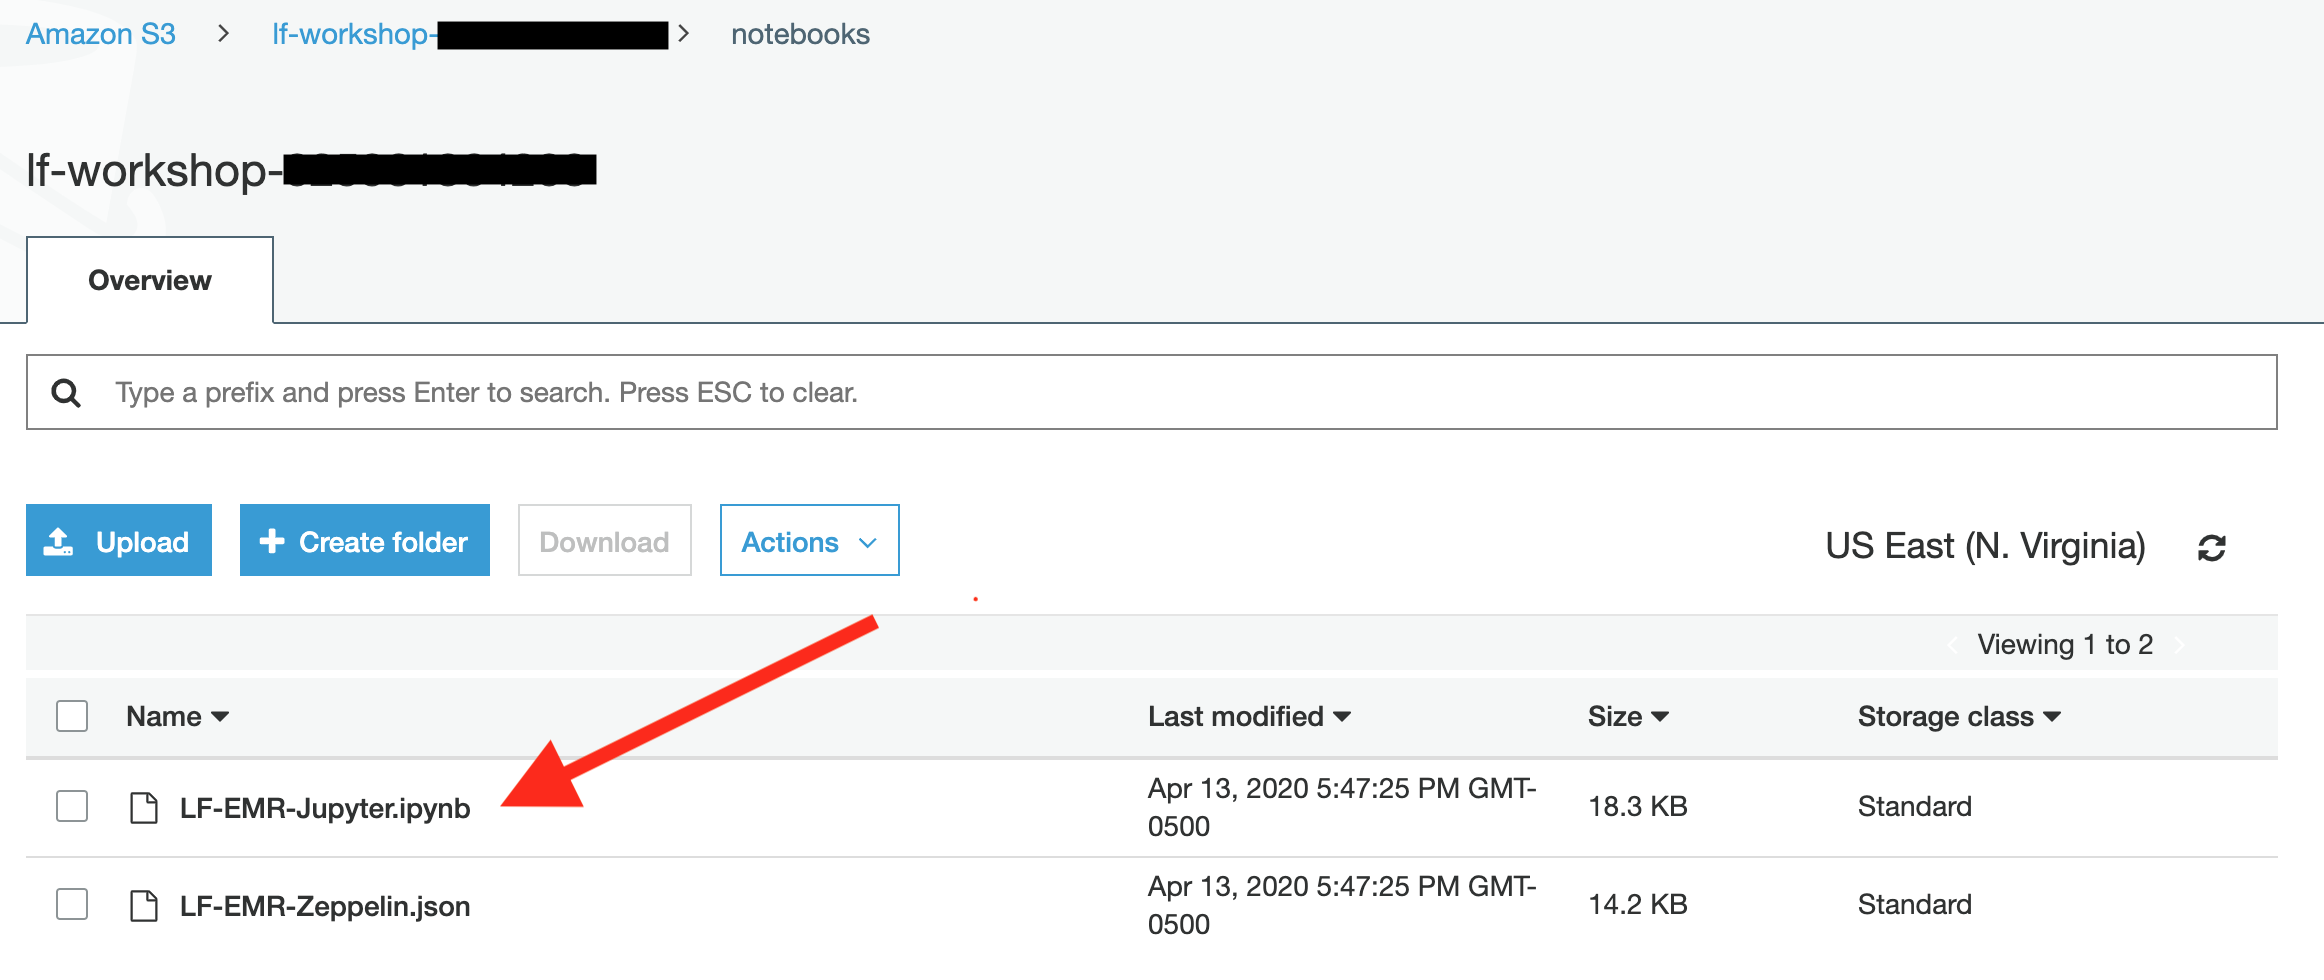 Amazon S3 > lf-workshop- > notebooks
lf-workshop-
Overview
Type a prefix and press Enter to search. Press ESC to clear.
Upload Create folder Download Actions US East (N. Virginia)
Viewing 1 to 2
Name Last modified Size Storage class
LF-EMR-Jupyter.ipynb Apr 13, 2020 5:47:25 PM GMT- 18.3 KB Standard
0500
LF-EMR-Zeppelin.json Apr 13, 2020 5:47:25 PM GMT- 14.2 KB Standard
0500